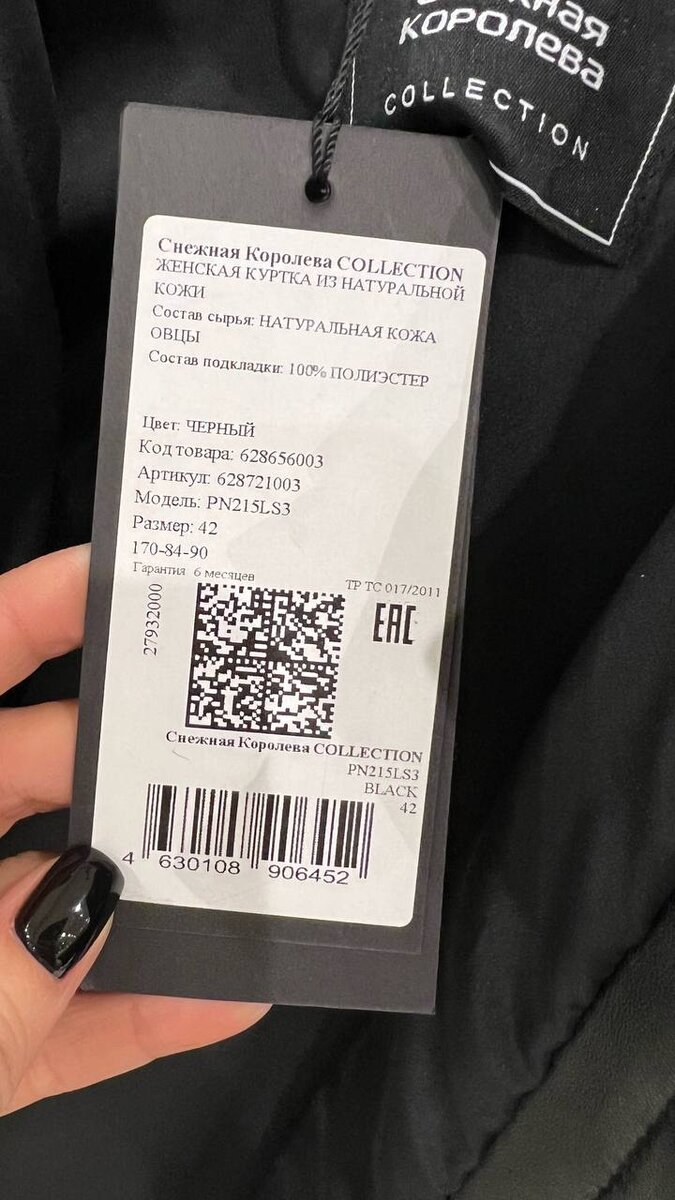 королева
COLLECTION
Снежная Королева COLLECTION
ЖЕНСКАЯ КУРТКА ИЗ НАТУРАЛЬНОЙ
КОЖИ
Состав сырья: НАТУРАЛЬНАЯ КОЖА
ОВЦЫ
Состав подкладки: 100% ПОЛИЭСТЕР
Цвет: ЧЕРНЫЙ
Код товара: 628656003
Артикул: 628721003
Модель: PN215LS3
Размер: 42
170-84-90
Гарантия 6 месяцев
ТР ТС 017/2011
27932000
EAC
Снежная Королева COLLECTION
PN215LS3
BLACK
42
4 630108 906452